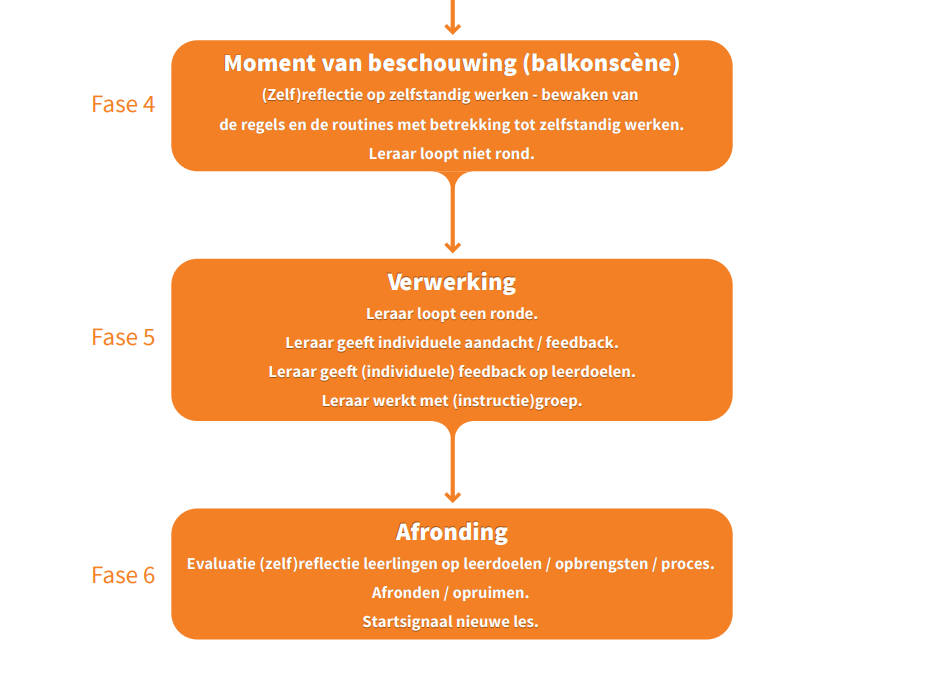 Moment van beschouwing (balkonscène)
Fase 4
(Zelf)reflectie op zelfstandig werken - bewaken van
de regels en de routines met betrekking tot zelfstandig werken.
Leraar loopt niet rond.
Verwerking
Fase 5
Leraar loopt een ronde.
Leraar geeft individuele aandacht / feedback.
Leraar geeft (individuele) feedback op leerdoelen.
Leraar werkt met (instructie)groep.
Afronding
Fase 6
Evaluatie (zelf)reflectie leerlingen op leerdoelen / opbrengsten / proces.
Afronden / opruimen.
Startsignaal nieuwe les.